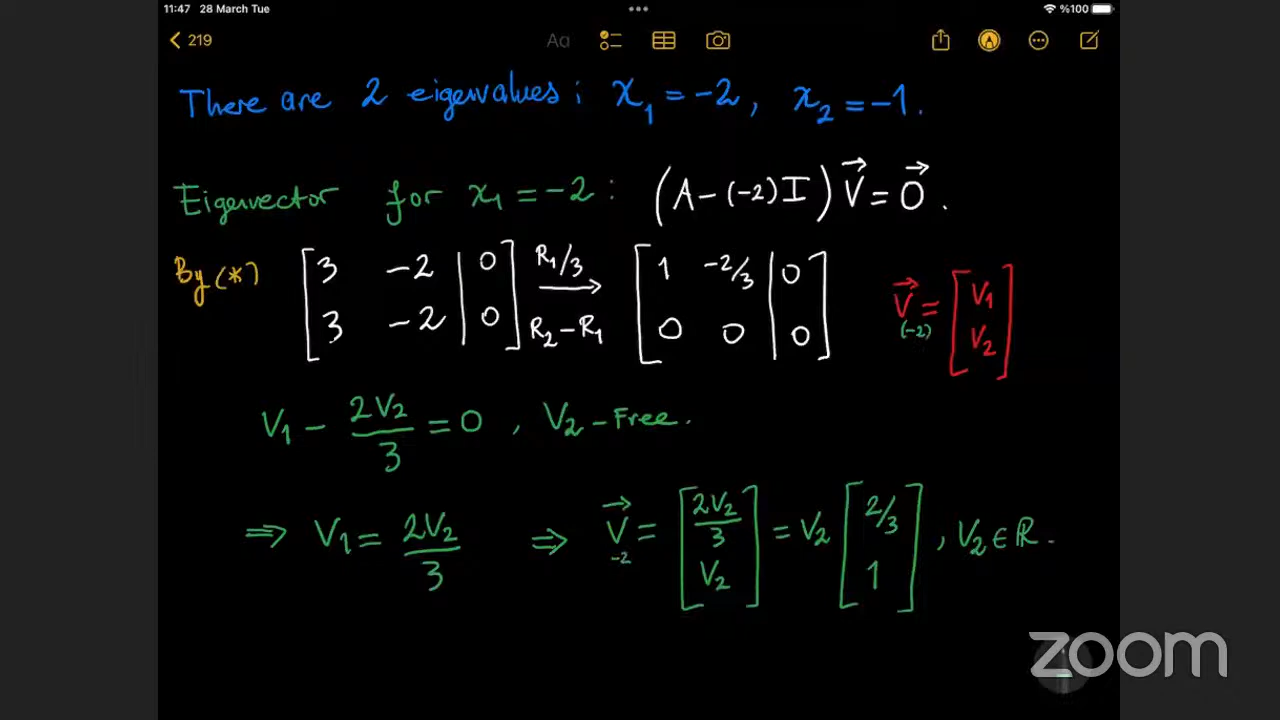 11:47 28 March Tue
%100
219
Aa
There are 2 eigenvalues: x₁ = -2, x₂ = -1.
Eigenvector for x₁ = -2 : (A - (-2)I) V⃗ = 0⃗.
By (*) [3 -2 | 0; 3 -2 | 0] R₁/3 → R₂-R₁ [1 -2/3 | 0; 0 0 | 0] V⃗₍₋₂₎ = [V₁; V₂]
V₁ - 2V₂/3 = 0, V₂ - Free.
⇒ V₁ = 2V₂/3 ⇒ V⃗₋₂ = [2V₂/3; V₂] = V₂ [2/3; 1], V₂ ∈ ℝ.
zoom